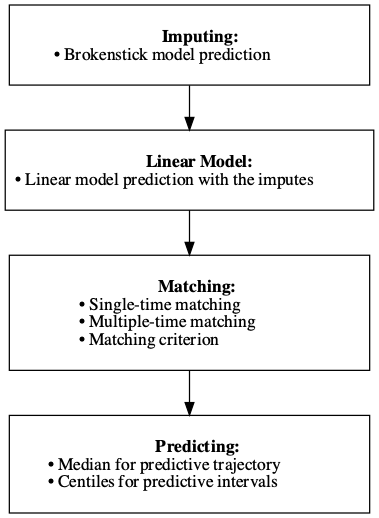 Imputing:
• Brokenstick model prediction
Linear Model:
• Linear model prediction with the imputes
Matching:
• Single-time matching
• Multiple-time matching
• Matching criterion
Predicting:
• Median for predictive trajectory
• Centiles for predictive intervals